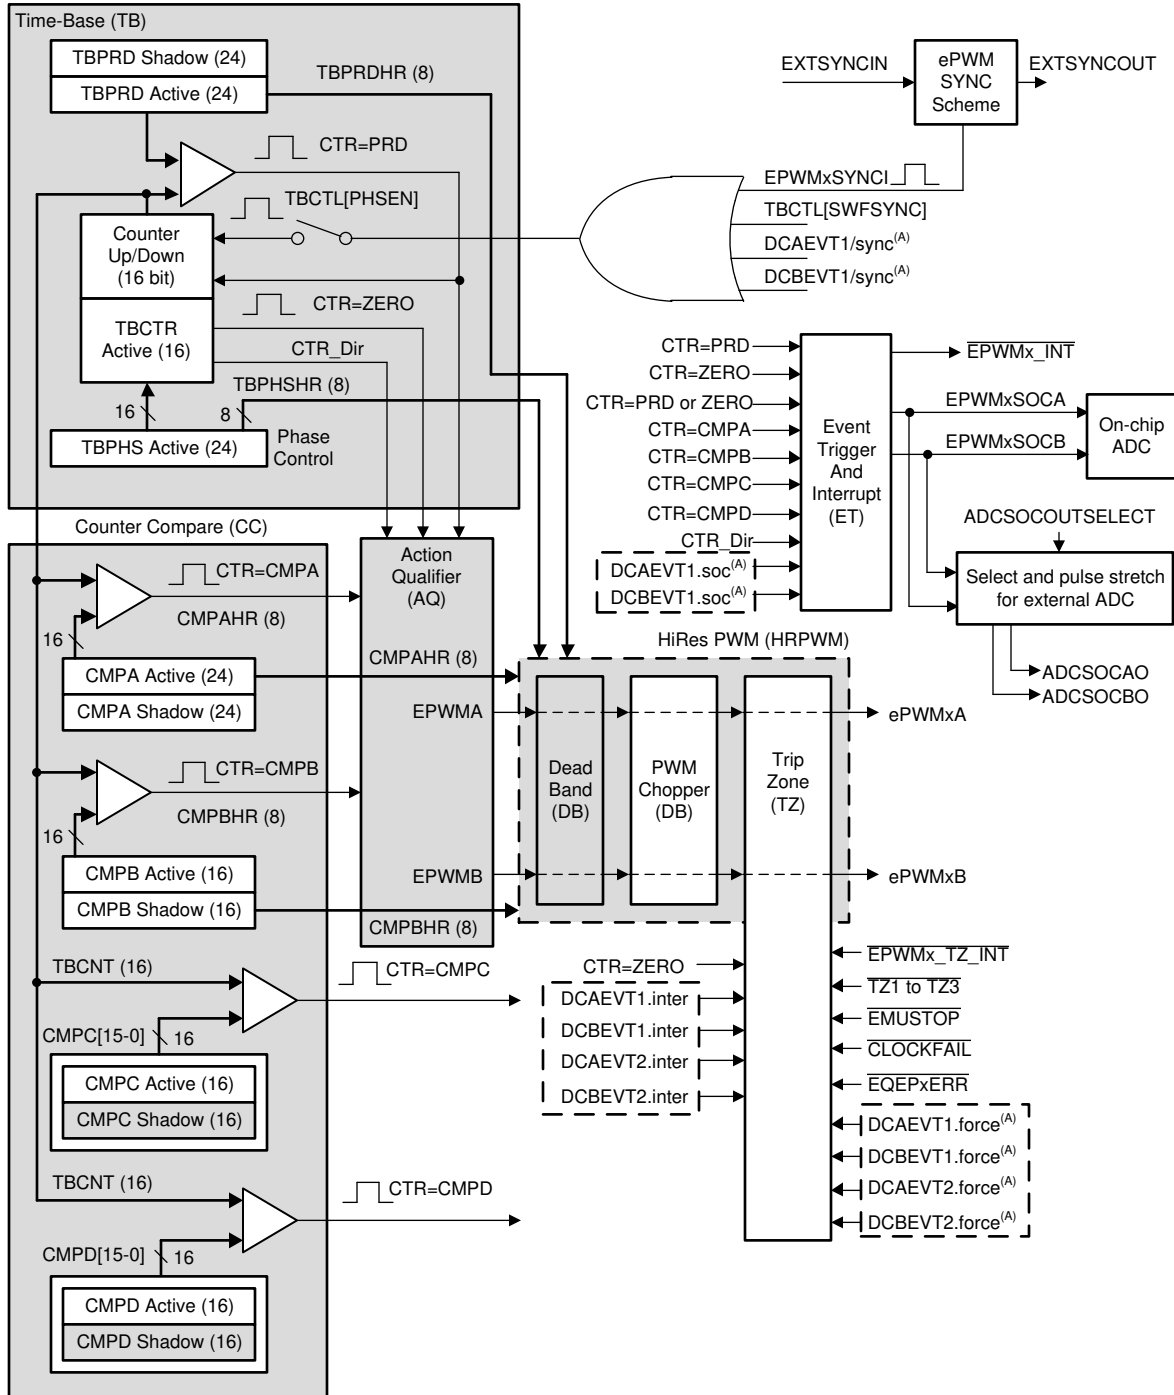 Time-Base (TB)
TBPRD Shadow (24)
TBPRD Active (24)
TBPRDHR (8)
CTR=PRD
TBCTL[PHSEN]
Counter
Up/Down
(16 bit)
CTR=ZERO
TBCTR
Active (16)
CTR_Dir
TBPHSHR (8)
16
8
TBPHS Active (24)
Phase
Control
EXTSYNCIN
ePWM
SYNC
Scheme
EXTSYNCOUT
EPWMxSYNCI
TBCTL[SWFSYNC]
DCAEVT1/sync(A)
DCBEVT1/sync(A)
CTR=PRD
CTR=ZERO
CTR=PRD or ZERO
CTR=CMPA
CTR=CMPB
CTR=CMPC
CTR=CMPD
CTR_Dir
DCAEVT1.soc(A)
DCBEVT1.soc(A)
Event
Trigger
And
Interrupt
(ET)
EPWMx_INT
EPWMxSOCA
EPWMxSOCB
On-chip
ADC
ADCSOCOUTSELECT
Select and pulse stretch
for external ADC
ADCSOCAO
ADCSOCBO
Counter Compare (CC)
CTR=CMPA
CMPAHR (8)
16
CMPA Active (24)
CMPA Shadow (24)
CTR=CMPB
CMPBHR (8)
16
CMPB Active (16)
CMPB Shadow (16)
TBCNT (16)
CTR=CMPC
CMPC[15-0]
16
CMPC Active (16)
CMPC Shadow (16)
TBCNT (16)
CTR=CMPD
CMPD[15-0]
16
CMPD Active (16)
CMPD Shadow (16)
Action
Qualifier
(AQ)
CMPAHR (8)
EPWMA
EPWMB
CMPBHR (8)
HiRes PWM (HRPWM)
Dead
Band
(DB)
PWM
Chopper
(DB)
Trip
Zone
(TZ)
ePWMxA
ePWMxB
CTR=ZERO
DCAEVT1.inter
DCBEVT1.inter
DCAEVT2.inter
DCBEVT2.inter
EPWMx_TZ_INT
TZ1 to TZ3
EMUSTOP
CLOCKFAIL
EQEPxERR
DCAEVT1.force(A)
DCBEVT1.force(A)
DCAEVT2.force(A)
DCBEVT2.force(A)